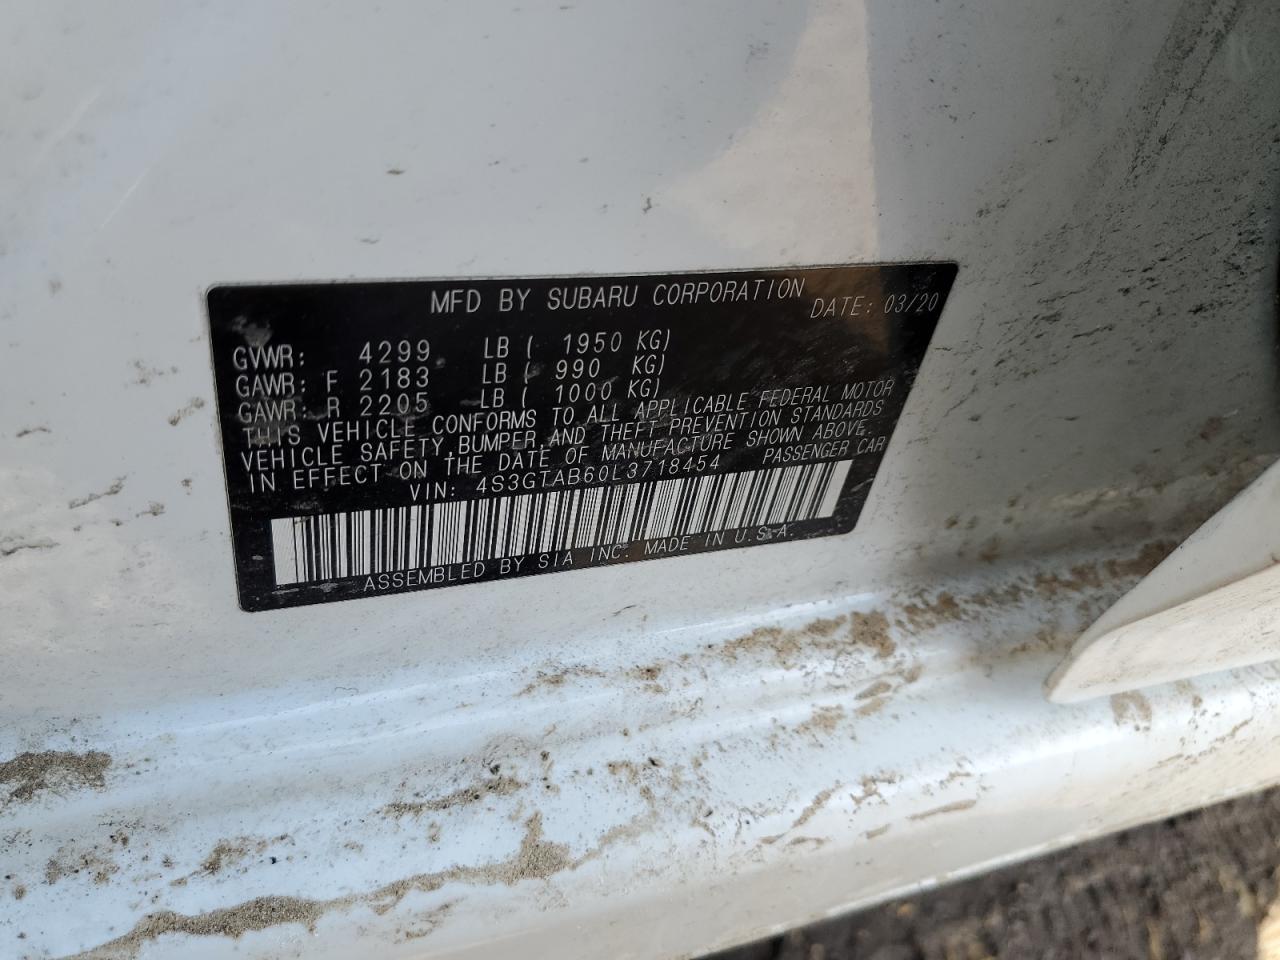 MFD BY SUBARU CORPORATION DATE: 03/20
GVWR: 4299 LB ( 1950 KG)
GAWR: F 2183 LB ( 990 KG)
GAWR: R 2205 LB ( 1000 KG)
THIS VEHICLE CONFORMS TO ALL APPLICABLE FEDERAL MOTOR
VEHICLE SAFETY, BUMPER, AND THEFT PREVENTION STANDARDS
IN EFFECT ON THE DATE OF MANUFACTURE SHOWN ABOVE.
VIN: 4S3GTAB60L3718454 PASSENGER CAR
ASSEMBLED BY SIA INC. MADE IN U.S.A.